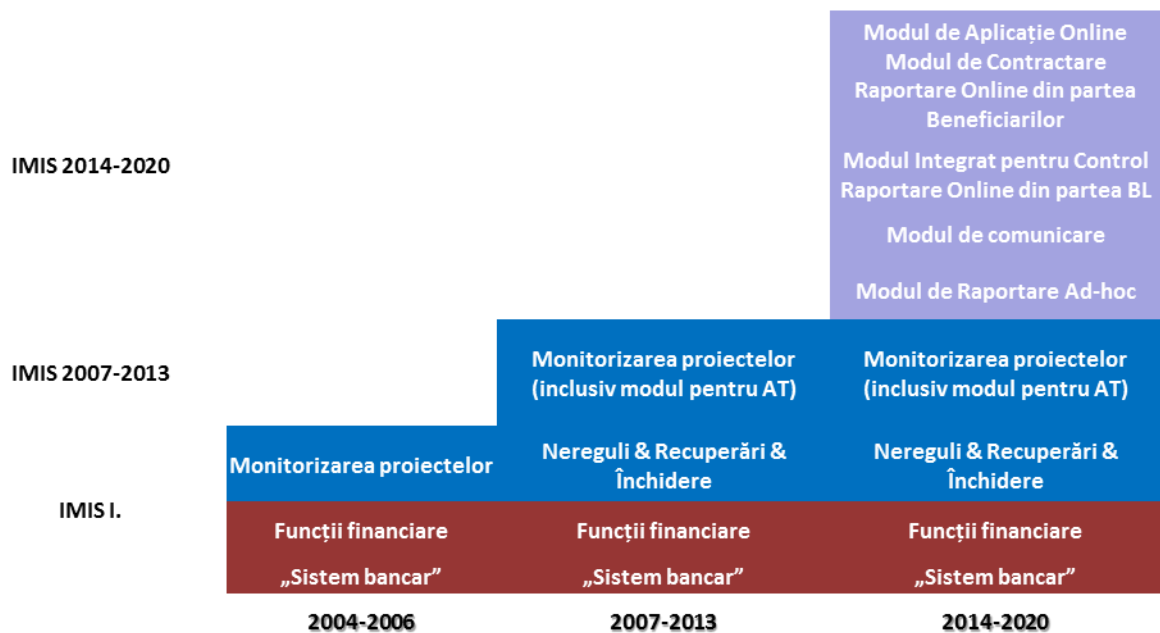 Modul de Aplicație Online
Modul de Contractare
Raportare Online din partea
Beneficiarilor
IMIS 2014-2020
Modul Integrat pentru Control
Raportare Online din partea BL
Modul de comunicare
Modul de Raportare Ad-hoc
IMIS 2007-2013
Monitorizarea proiectelor
(inclusiv modul pentru AT)
Monitorizarea proiectelor
(inclusiv modul pentru AT)
Monitorizarea proiectelor
Nereguli & Recuperări &
Închidere
Nereguli & Recuperări &
Închidere
IMIS I.
Funcții financiare
„Sistem bancar”
Funcții financiare
„Sistem bancar”
Funcții financiare
„Sistem bancar”
2004-2006
2007-2013
2014-2020